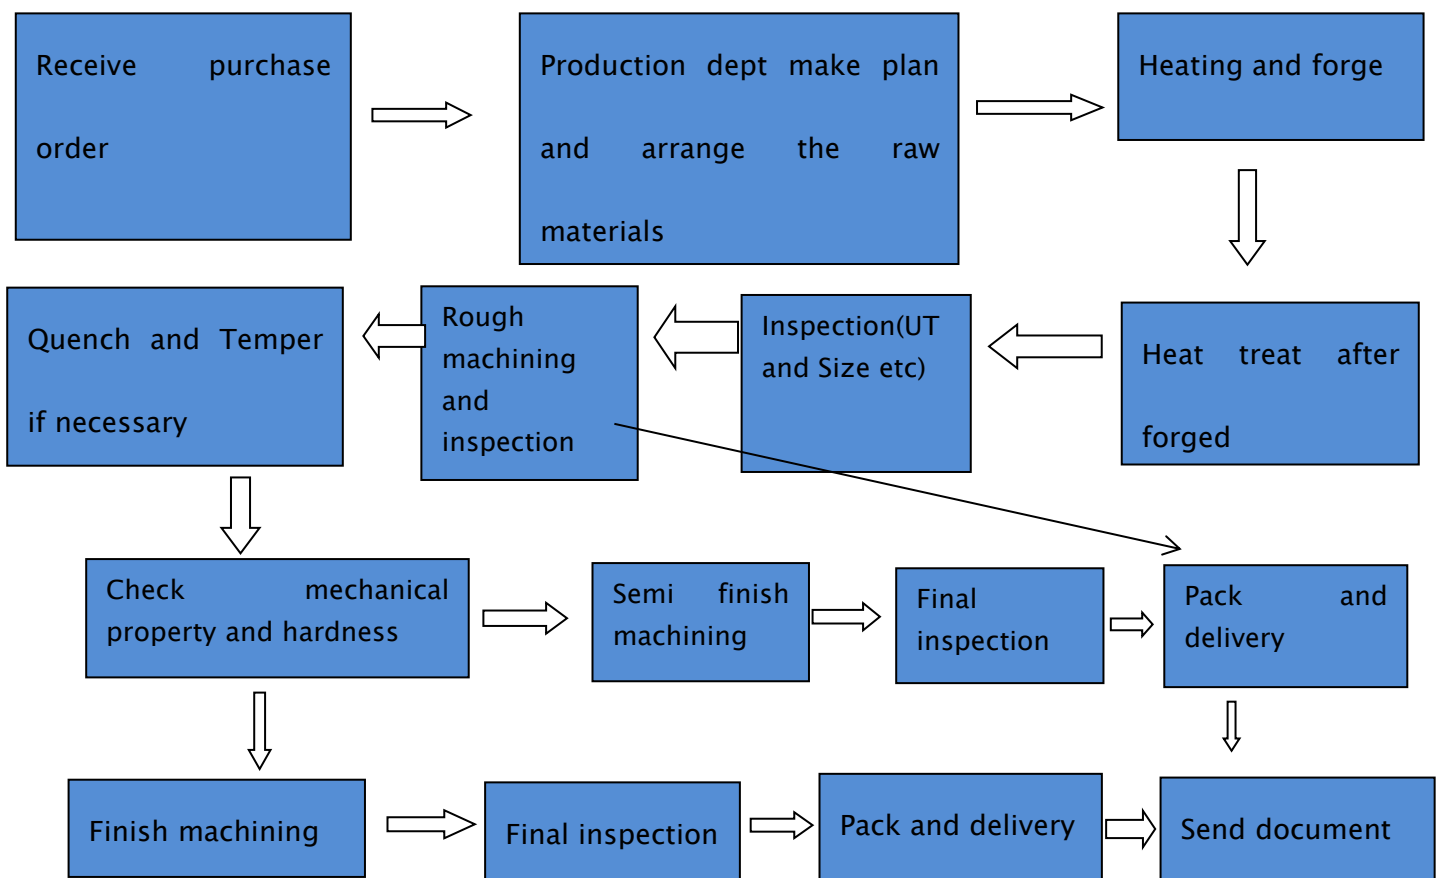 Receive purchase
order
Production dept make plan
and arrange the raw
materials
Heating and forge
Quench and Temper
if necessary
Rough
machining
and
inspection
Inspection(UT
and Size etc)
Heat treat after
forged
Check mechanical
property and hardness
Semi finish
machining
Final
inspection
Pack and
delivery
Finish machining
Final inspection
Pack and delivery
Send document